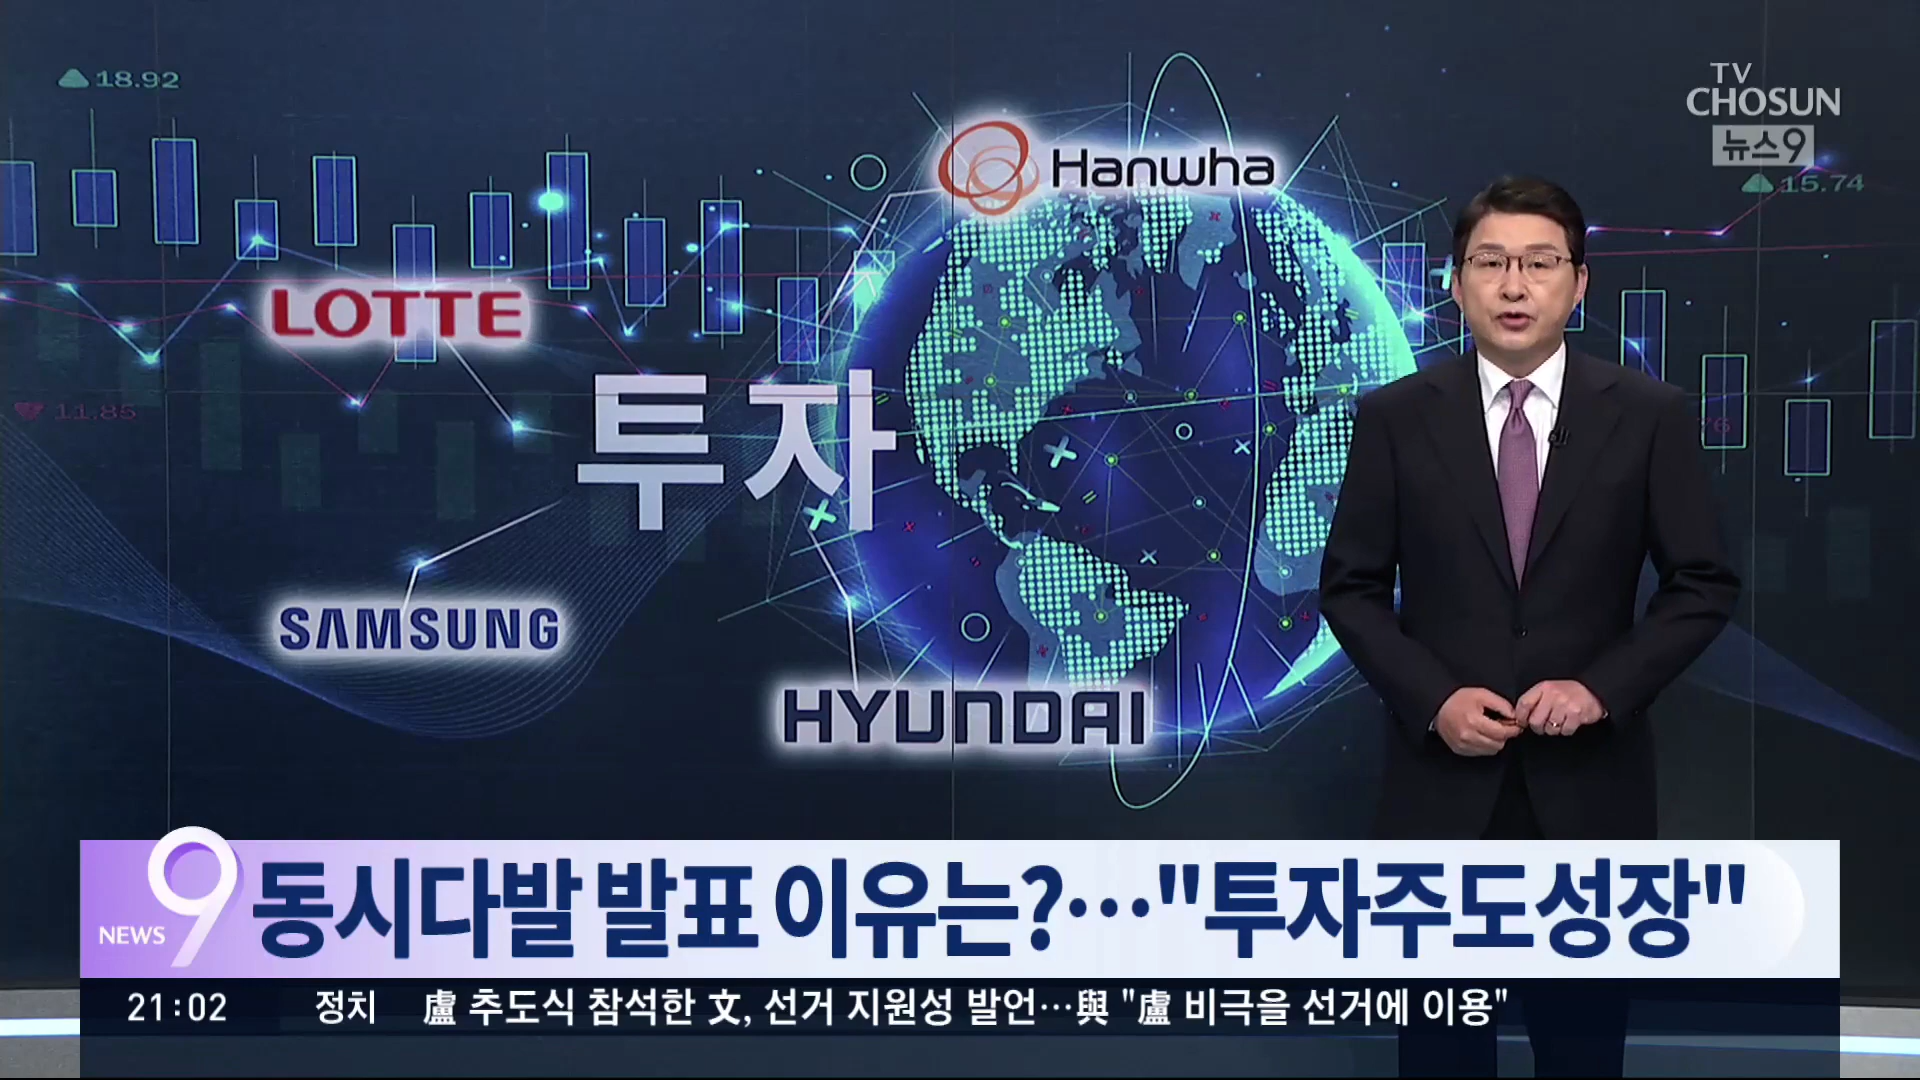 18.92
TV
CHOSUN
뉴스9
Hanwha
15.74
LOTTE
투자
11.85
76
SAMSUNG
HYUNDAI
NEWS 9
동시다발 발표 이유는?…"투자주도성장"
21:02 정치 盧 추도식 참석한 文, 선거 지원성 발언…與 "盧 비극을 선거에 이용"